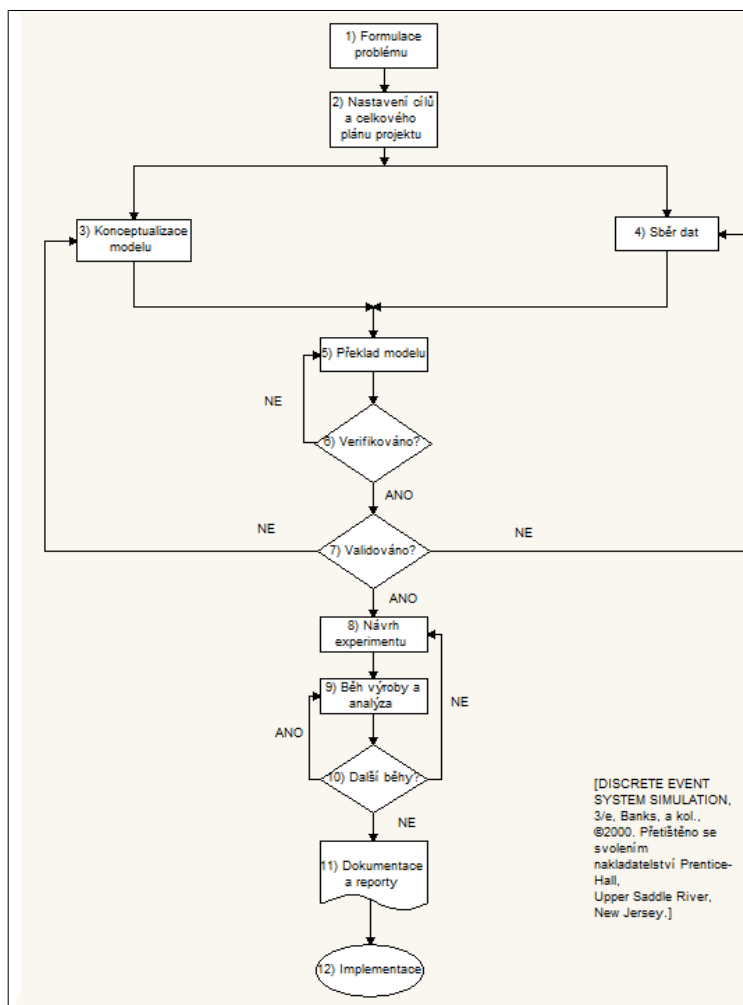 1) Formulace
problému
2) Nastavení cílů
a celkového
plánu projektu
3) Konceptualizace
modelu
4) Sběr dat
5) Překlad modelu
NE
6) Verifikováno?
ANO
NE
7) Validováno?
NE
ANO
8) Návrh
experimentu
9) Běh výroby a
analýza
NE
ANO
10) Další běhy?
NE
11) Dokumentace
a reporty
12) Implementace
[DISCRETE EVENT
SYSTEM SIMULATION,
3/e, Banks, a kol.,
©2000. Přetištěno se
svolením
nakladatelství Prentice-
Hall,
Upper Saddle River,
New Jersey.]